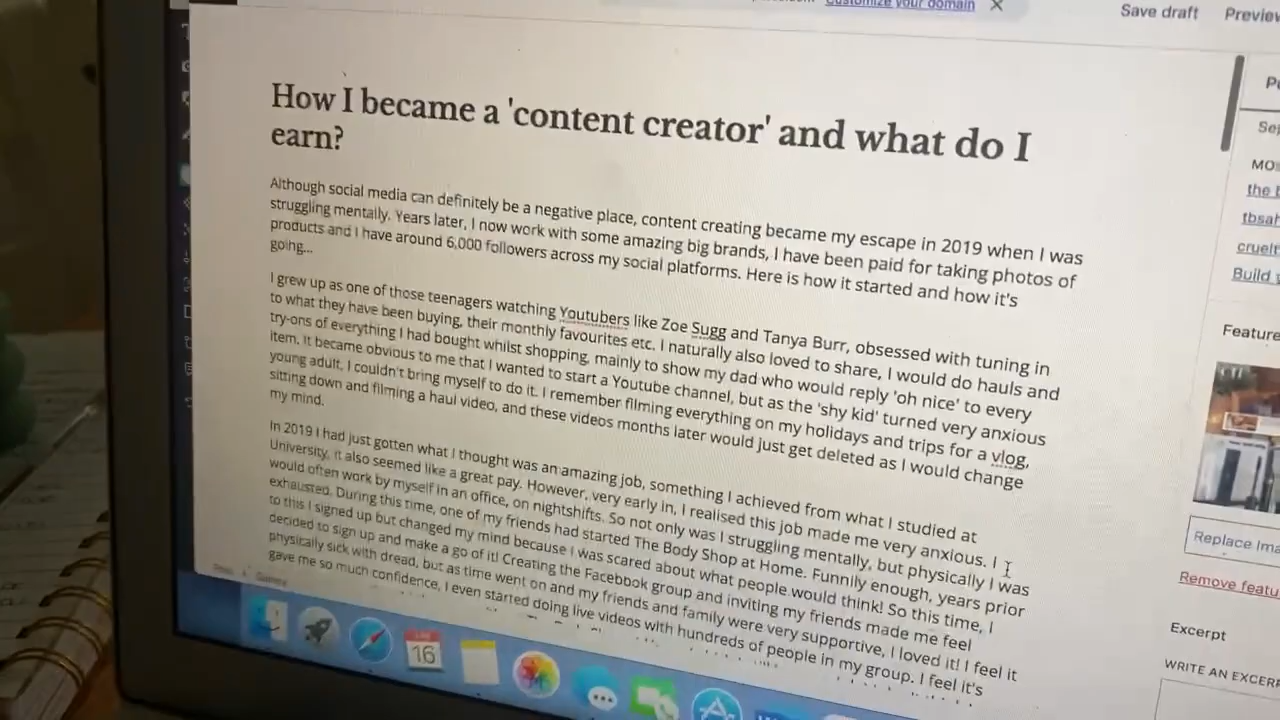 Customize your domain
Save draft
Preview
How I became a 'content creator' and what do I
earn?
Although social media can definitely be a negative place, content creating became my escape in 2019 when I was
struggling mentally. Years later, I now work with some amazing big brands, I have been paid for taking photos of
products and I have around 6,000 followers across my social platforms. Here is how it started and how it's
going...
I grew up as one of those teenagers watching Youtubers like Zoe Sugg and Tanya Burr, obsessed with tuning in
to what they have been buying, their monthly favourites etc. I naturally also loved to share, I would do hauls and
try-ons of everything I had bought whilst shopping, mainly to show my dad who would reply 'oh nice' to every
item. It became obvious to me that I wanted to start a Youtube channel, but as the 'shy kid' turned very anxious
young adult, I couldn't bring myself to do it. I remember filming everything on my holidays and trips for a vlog,
sitting down and filming a haul video, and these videos months later would just get deleted as I would change
my mind.
In 2019 I had just gotten what I thought was an amazing job, something I achieved from what I studied at
University, it also seemed like a great pay. However, very early in, I realised this job made me very anxious. I
would often work by myself in an office, on nightshifts. So not only was I struggling mentally, but physically I was
exhausted. During this time, one of my friends had started The Body Shop at Home. Funnily enough, years prior
to this I signed up but changed my mind because I was scared about what people would think! So this time, I
decided to sign up and make a go of it! Creating the Facebbok group and inviting my friends made me feel
physically sick with dread, but as time went on and my friends and family were very supportive, I loved it! I feel it
gave me so much confidence, I even started doing live videos with hundreds of people in my group. I feel it's
16
the
tbsah
Build
Feature
Replace Ima
Remove featu
Excerpt
WRITE AN EXCERP